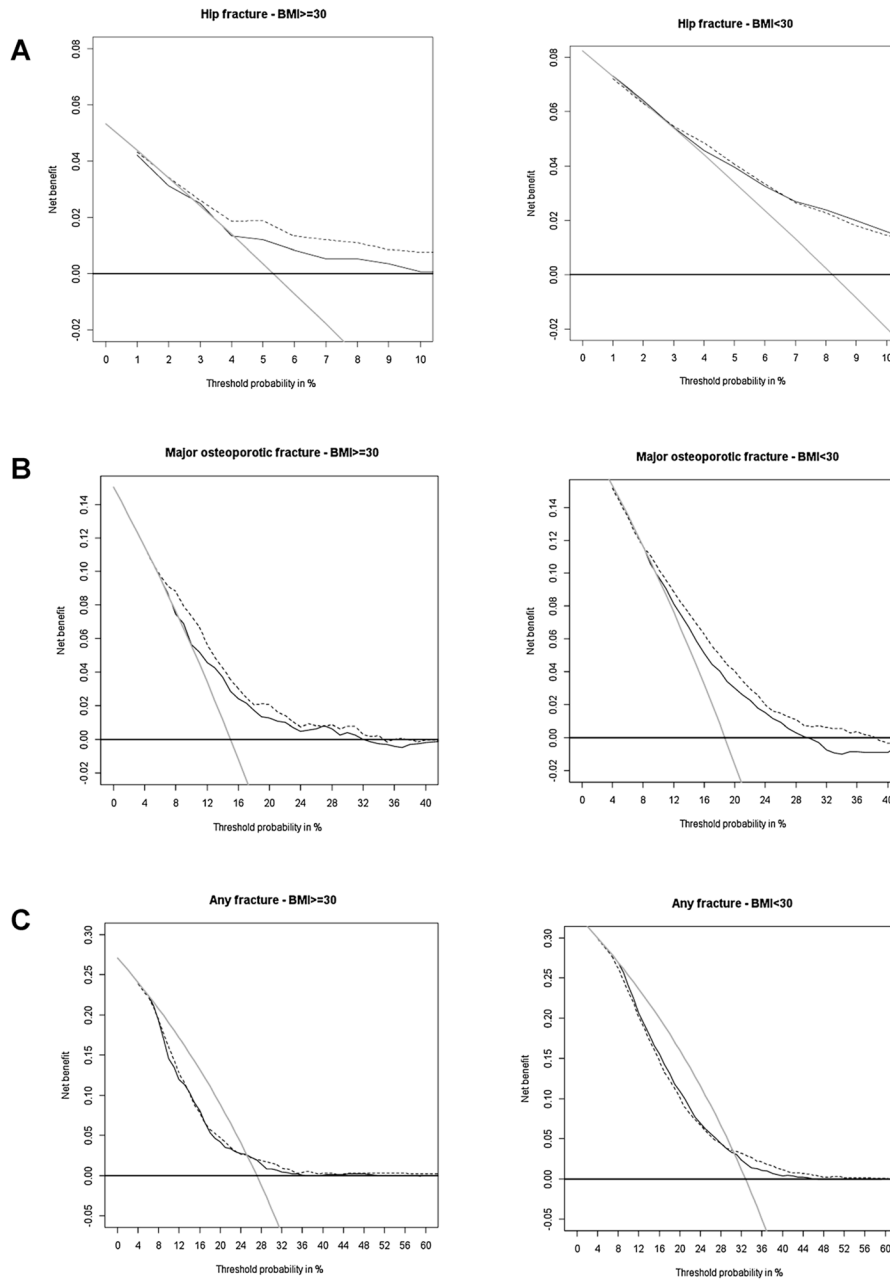 Hip fracture - BMI>=30
Hip fracture - BMI<30
A
Net benefit
0.08
0.06
0.04
0.02
0.00
-0.02
0 1 2 3 4 5 6 7 8 9 10
Threshold probability in %
Net benefit
0.08
0.06
0.04
0.02
0.00
-0.02
0 1 2 3 4 5 6 7 8 9 10
Threshold probability in %
Major osteoporotic fracture - BMI>=30
Major osteoporotic fracture - BMI<30
B
Net benefit
0.14
0.12
0.10
0.08
0.06
0.04
0.02
0.00
-0.02
0 4 8 12 16 20 24 28 32 36 40
Threshold probability in %
Net benefit
0.14
0.12
0.10
0.08
0.06
0.04
0.02
0.00
-0.02
0 4 8 12 16 20 24 28 32 36 40
Threshold probability in %
Any fracture - BMI>=30
Any fracture - BMI<30
C
Net benefit
0.30
0.25
0.20
0.15
0.10
0.05
0.00
-0.05
0 4 8 12 16 20 24 28 32 36 40 44 48 52 56 60
Threshold probability in %
Net benefit
0.30
0.25
0.20
0.15
0.10
0.05
0.00
-0.05
0 4 8 12 16 20 24 28 32 36 40 44 48 52 56 60
Threshold probability in %